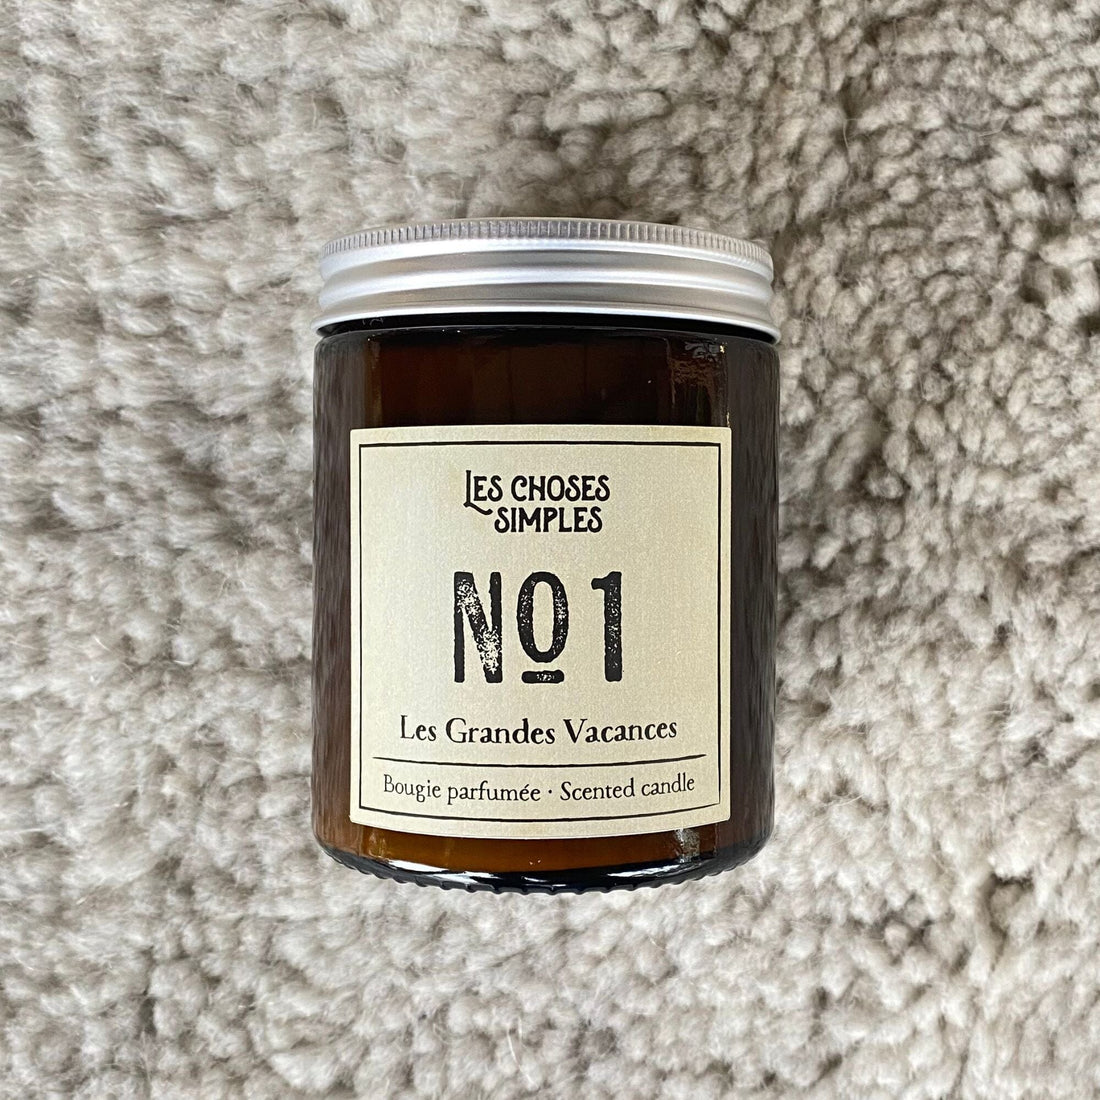 LES CHOSES
SIMPLES
Nº1
Les Grandes Vacances
Bougie parfumée · Scented candle